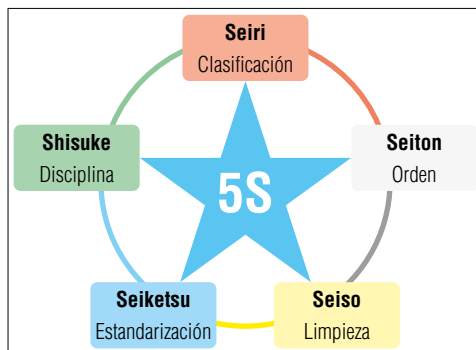 Seiri
Clasificación
Shisuke
Disciplina
5S
Seiton
Orden
Seiketsu
Estandarización
Seiso
Limpieza